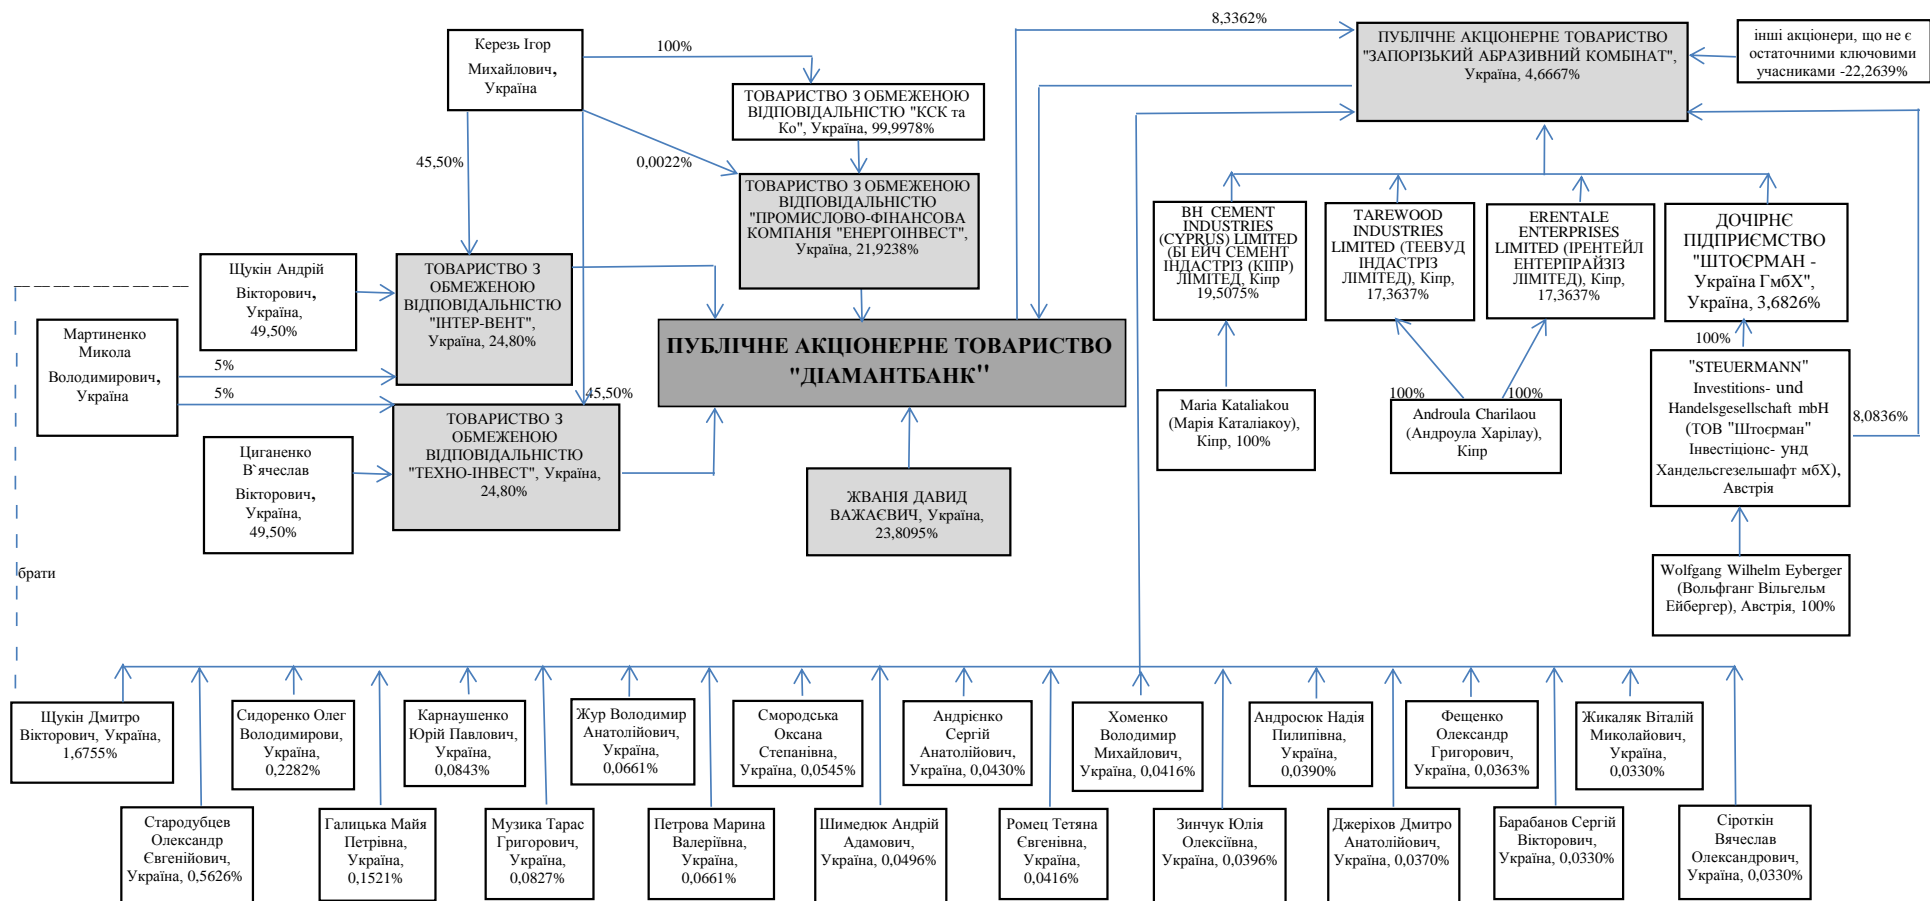 Керезь Ігор
Михайлович,
Україна
100%
8,3362%
ПУБЛІЧНЕ АКЦІОНЕРНЕ ТОВАРИСТВО
"ЗАПОРІЗЬКИЙ АБРАЗИВНИЙ КОМБІНАТ",
Україна, 4,6667%
інші акціонери, що не є
остаточними ключовими
учасниками -22,2639%
ТОВАРИСТВО З ОБМЕЖЕНОЮ
ВІДПОВІДАЛЬНІСТЮ "КСК та
Ко", Україна, 99,9978%
45,50%
0,0022%
ТОВАРИСТВО З ОБМЕЖЕНОЮ
ВІДПОВІДАЛЬНІСТЮ
"ПРОМИСЛОВО-ФІНАНСОВА
КОМПАНІЯ "ЕНЕРГОІНВЕСТ",
Україна, 21,9238%
BH CEMENT
INDUSTRIES
(CYPRUS) LIMITED
(БІ ЕЙЧ СЕМЕНТ
ІНДАСТРІЗ (КІПР)
ЛІМІТЕД, Кіпр
19,5075%
TAREWOOD
INDUSTRIES
LIMITED (ТЕЕВУД
ІНДАСТРІЗ
ЛІМІТЕД), Кіпр,
17,3637%
ERENTALE
ENTERPRISES
LIMITED (ІРЕНТЕЙЛ
ЕНТЕРПРАЙЗІЗ
ЛІМІТЕД), Кіпр,
17,3637%
ДОЧІРНЄ
ПІДПРИЄМСТВО
"ШТОЄРМАН -
Україна ГмбХ",
Україна, 3,6826%
Щукін Андрій
Вікторович,
Україна,
49,50%
ТОВАРИСТВО З
ОБМЕЖЕНОЮ
ВІДПОВІДАЛЬНІСТЮ
"ІНТЕР-ВЕНТ",
Україна, 24,80%
Мартиненко
Микола
Володимирович,
Україна
5%
5%
45,50%
ПУБЛІЧНЕ АКЦІОНЕРНЕ ТОВАРИСТВО
"ДІАМАНТБАНК"
100%
"STEUERMANN"
Investitions- und
Handelsgesellschaft mbH
(ТОВ "Штоєрман"
Інвестіціонс- унд
Хандельсгезельшафт мбХ),
Австрія
8,0836%
Maria Kataliakou
(Марія Каталіакоу),
Кіпр, 100%
100%
100%
Androula Charilaou
(Андроула Харілау),
Кіпр
Циганенко
В`ячеслав
Вікторович,
Україна,
49,50%
ТОВАРИСТВО З
ОБМЕЖЕНОЮ
ВІДПОВІДАЛЬНІСТЮ
"ТЕХНО-ІНВЕСТ", Україна,
24,80%
ЖВАНІЯ ДАВИД
ВАЖАЄВИЧ, Україна,
23,8095%
Wolfgang Wilhelm Eyberger
(Вольфганг Вільгельм
Ейбергер), Австрія, 100%
брати
Щукін Дмитро
Вікторович, Україна,
1,6755%
Сидоренко Олег
Володимирови,
Україна,
0,2282%
Карнаушенко
Юрій Павлович,
Україна,
0,0843%
Жур Володимир
Анатолійович,
Україна,
0,0661%
Смородська
Оксана
Степанівна,
Україна, 0,0545%
Андрієнко
Сергій
Анатолійович,
Україна, 0,0430%
Хоменко
Володимир
Михайлович,
Україна, 0,0416%
Андросюк Надія
Пилипівна,
Україна,
0,0390%
Фещенко
Олександр
Григорович,
Україна, 0,0363%
Жикаляк Віталій
Миколайович,
Україна,
0,0330%
Стародубцев
Олександр
Євгенійович,
Україна, 0,5626%
Галицька Майя
Петрівна,
Україна,
0,1521%
Музика Тарас
Григорович,
Україна,
0,0827%
Петрова Марина
Валеріївна,
Україна,
0,0661%
Шимедюк Андрій
Адамович,
Україна, 0,0496%
Ромец Тетяна
Євгенівна,
Україна,
0,0416%
Зинчук Юлія
Олексіївна,
Україна, 0,0396%
Джеріхов Дмитро
Анатолійович,
Україна, 0,0370%
Барабанов Сергій
Вікторович,
Україна, 0,0330%
Сіроткін
Вячеслав
Олександрович,
Україна, 0,0330%